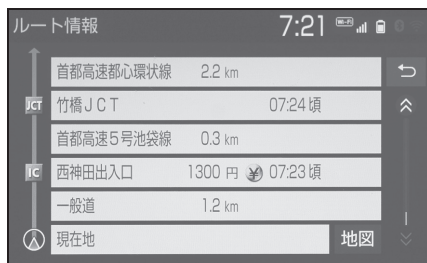 ルート情報 7:21 Wi-Fi
首都高速都心環状線 2.2 km
JCT 竹橋JCT 07:24頃
首都高速5号池袋線 0.3 km
IC 西神田出入口 1300 円 ¥ 07:23頃
一般道 1.2 km
現在地 地図